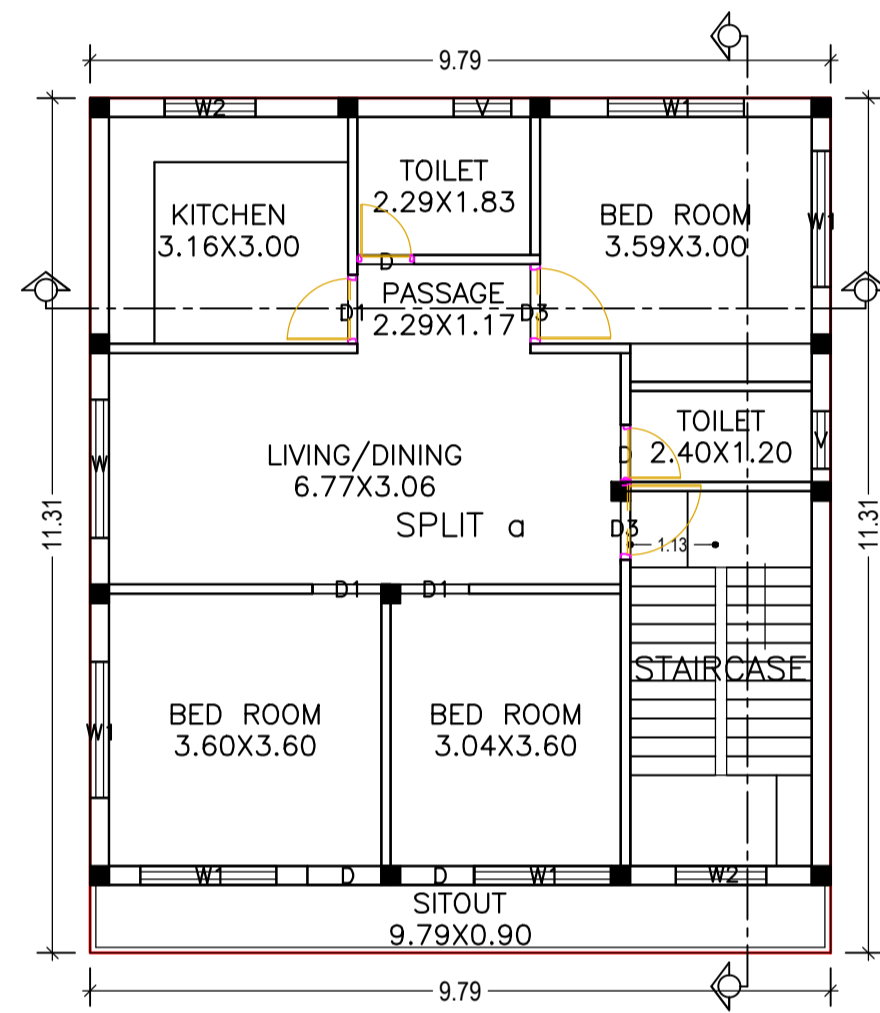 9.79
W2
V
W1
TOILET
2.29X1.83
KITCHEN
3.16X3.00
BED ROOM
3.59X3.00
W1
D
PASSAGE
2.29X1.17
D1
D3
TOILET
2.40X1.20
V
W
LIVING/DINING
6.77X3.06
D
SPLIT a
D3
1.13
11.31
11.31
D1
D1
STAIRCASE
BED ROOM
3.60X3.60
BED ROOM
3.04X3.60
W1
W1
D
D
W1
W2
SITOUT
9.79X0.90
9.79